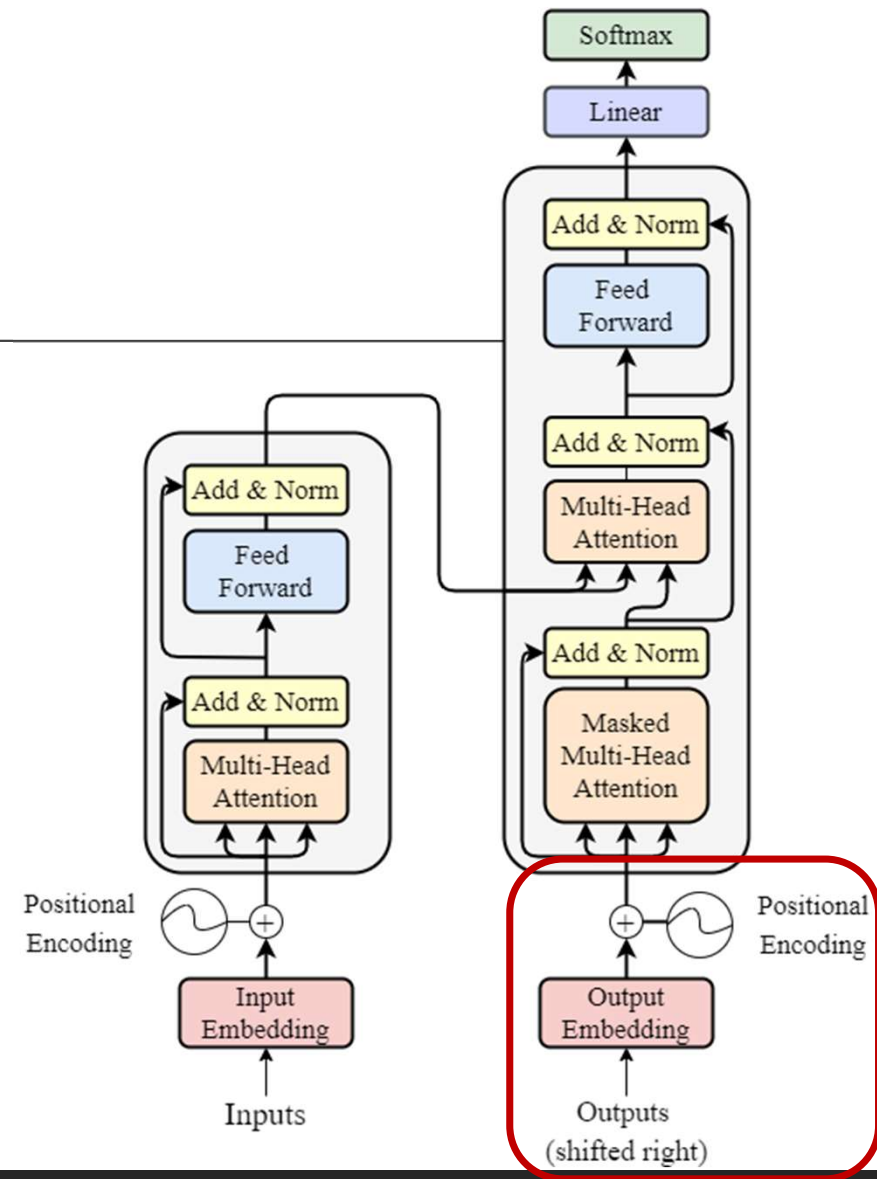 Softmax
Linear
Add & Norm
Feed
Forward
Add & Norm
Multi-Head
Attention
Add & Norm
Masked
Multi-Head
Attention
Add & Norm
Feed
Forward
Add & Norm
Multi-Head
Attention
Positional
Encoding
Input
Embedding
Inputs
Positional
Encoding
Output
Embedding
Outputs
(shifted right)